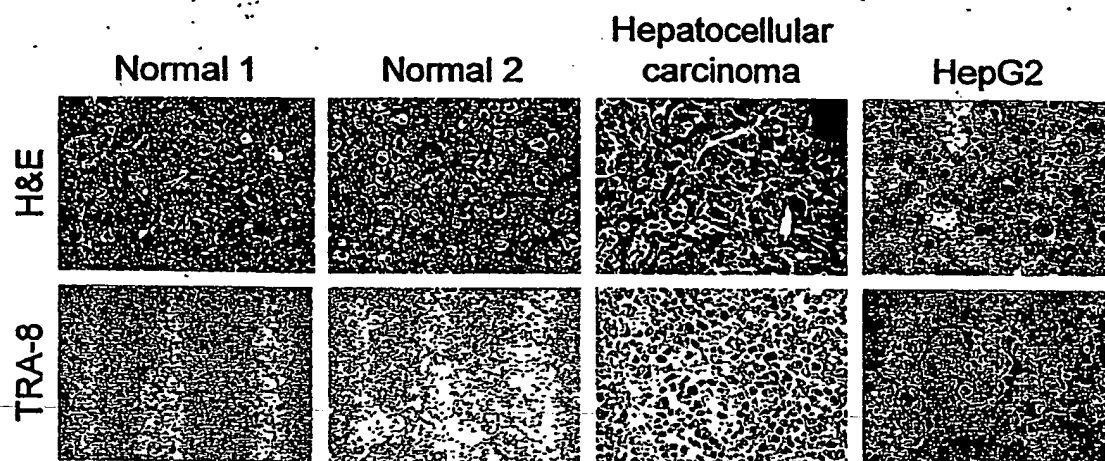 Normal 1
Normal 2
Hepatocellular
carcinoma
HepG2
H&E
TRA-8